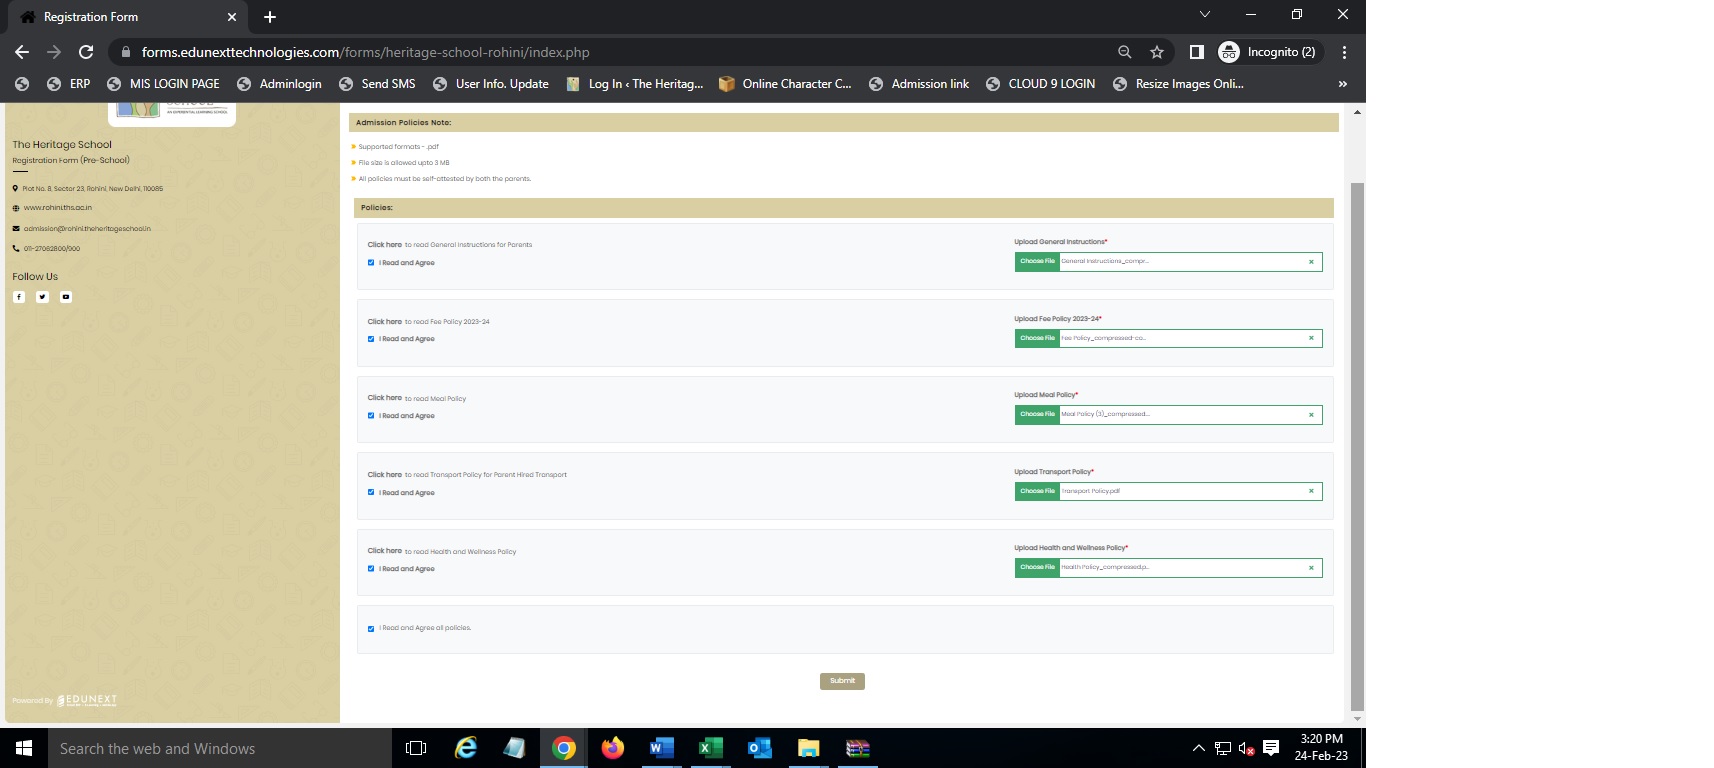 Registration Form
forms.edunexttechnologies.com/forms/heritage-school-rohini/index.php
Incognito (2)
ERP
MIS LOGIN PAGE
Adminlogin
Send SMS
User Info. Update
Log In ‹ The Heritag...
Online Character C...
Admission link
CLOUD 9 LOGIN
Resize Images Onli...
»
AN EXPERIENTIAL LEARNING SCHOOL
The Heritage School
Registration Form (Pre-School)
Plot No. 8, Sector 23, Rohini, New Delhi, 110085
www.rohini.ths.ac.in
admission@rohini.theheritageschool.in
011-27062800/900
Follow Us
Powered By EDUNEXT
Admission Policies Note:
Supported formats - .pdf
File size is allowed upto 3 MB
All policies must be self-attested by both the parents.
Policies:
Click here to read General Instructions for Parents
I Read and Agree
Upload General Instructions*
Choose File General Instructions_compr...
Click here to read Fee Policy 2023-24
I Read and Agree
Upload Fee Policy 2023-24*
Choose File Fee Policy_compressed-co...
Click here to read Meal Policy
I Read and Agree
Upload Meal Policy*
Choose File Meal Policy (3)_compressed....
Click here to read Transport Policy for Parent Hired Transport
I Read and Agree
Upload Transport Policy*
Choose File Transport Policy.pdf
Click here to read Health and Wellness Policy
I Read and Agree
Upload Health and Wellness Policy*
Choose File Health Policy_compressed.p...
I Read and Agree all policies.
Submit
Search the web and Windows
3:20 PM
24-Feb-23